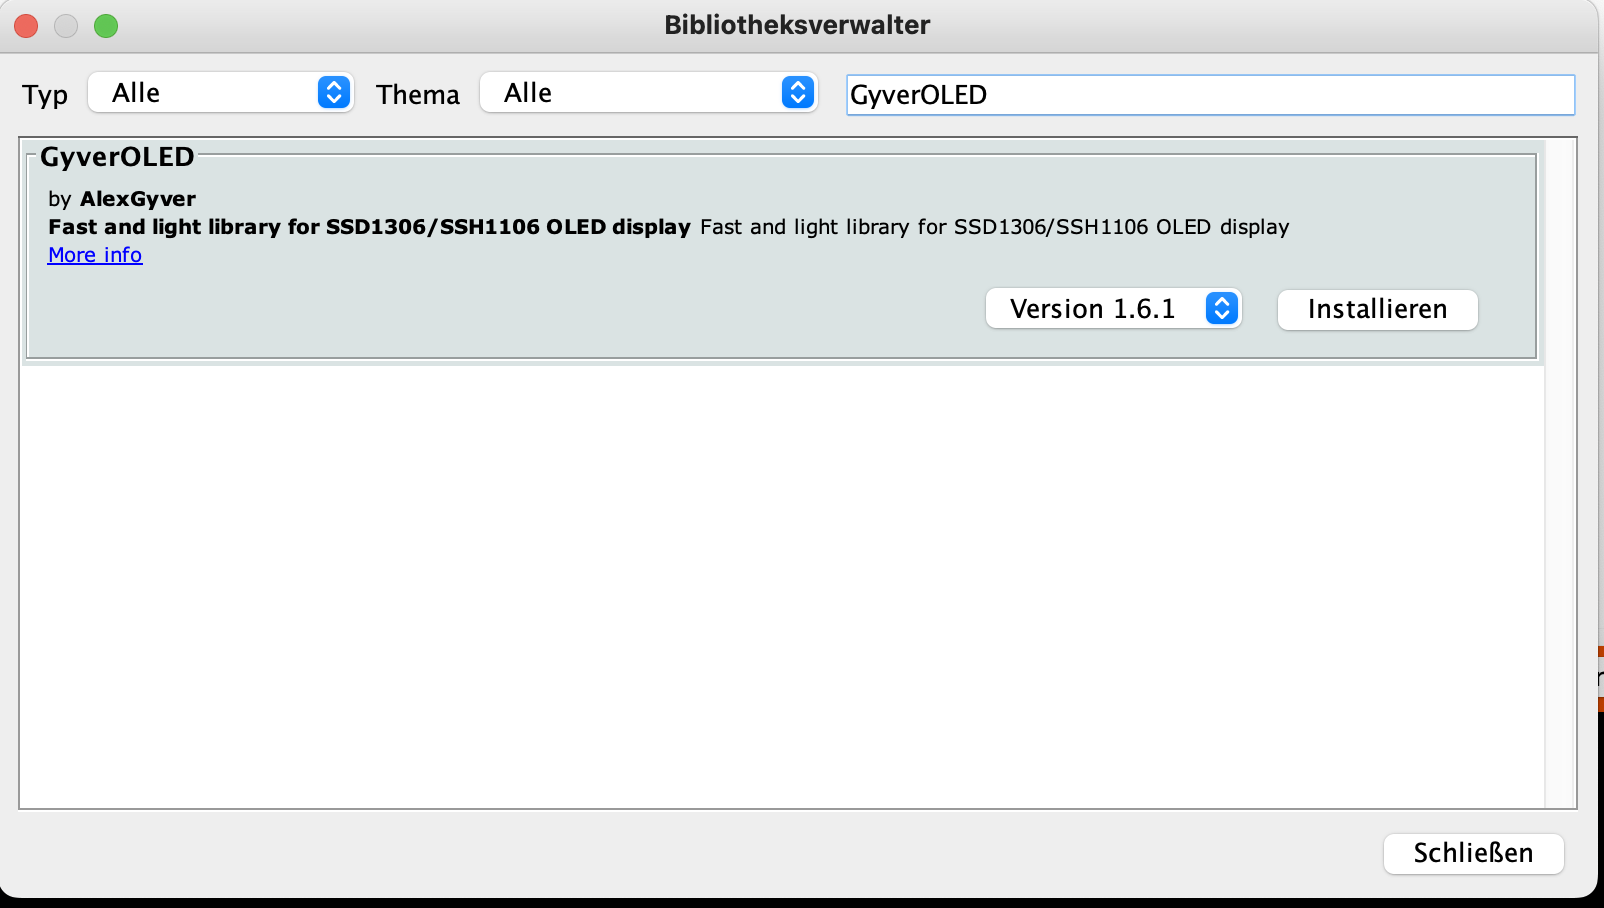 Bibliotheksverwalter
Typ Alle Thema Alle GyverOLED
GyverOLED
by AlexGyver
Fast and light library for SSD1306/SSH1106 OLED display Fast and light library for SSD1306/SSH1106 OLED display
More info
Version 1.6.1 Installieren
Schließen